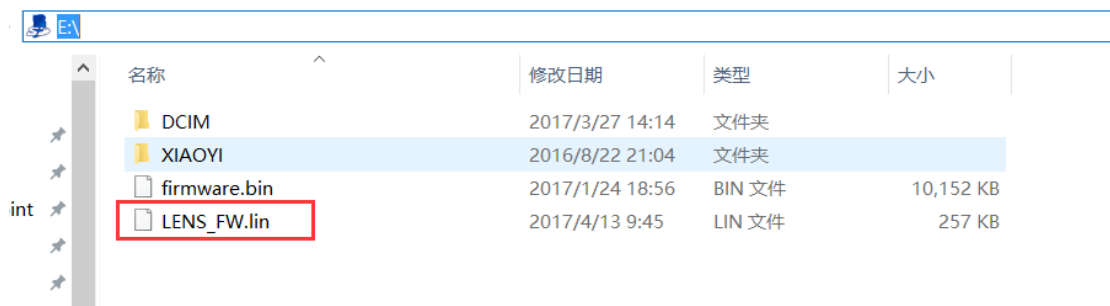 E:\
名称 修改日期 类型 大小
DCIM 2017/3/27 14:14 文件夹
XIAOYI 2016/8/22 21:04 文件夹
firmware.bin 2017/1/24 18:56 BIN 文件 10,152 KB
int LENS_FW.lin 2017/4/13 9:45 LIN 文件 257 KB